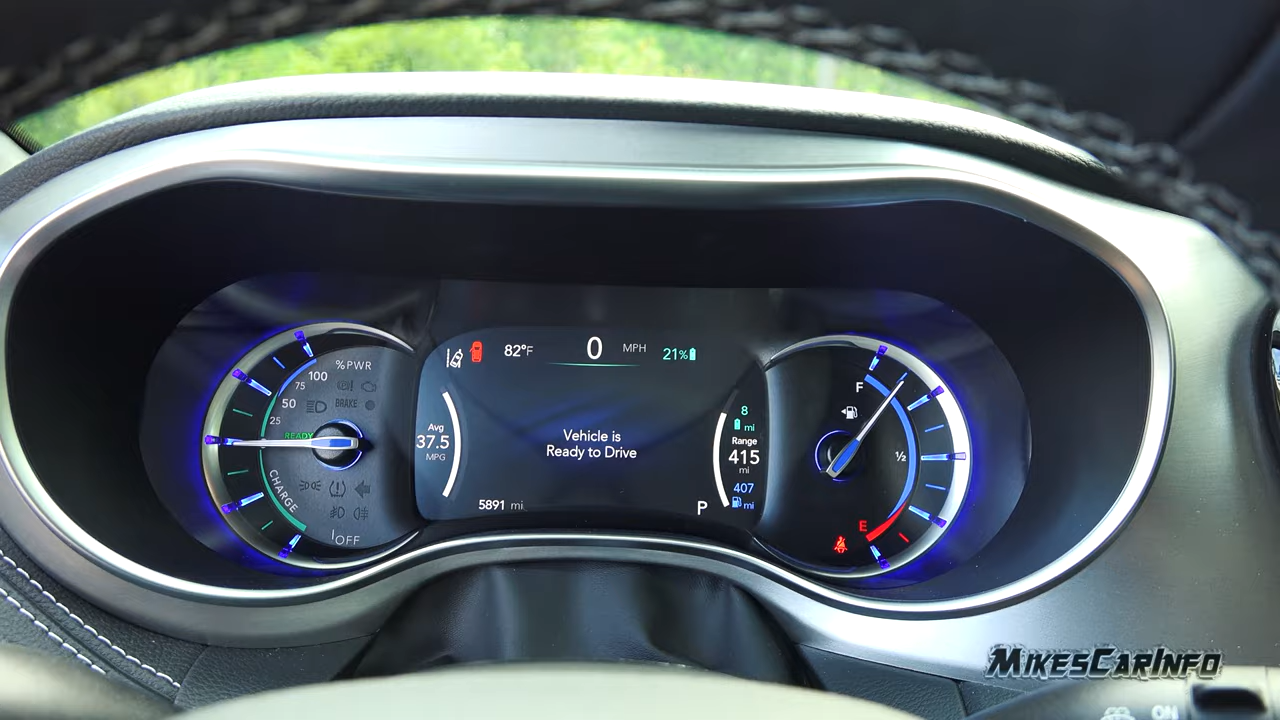 %PWR
100
75
50
25
BRAKE
READY
CHARGE
OFF
82°F
0 MPH
21%
Avg
37.5
MPG
Vehicle is
Ready to Drive
5891 mi
P
8
mi
Range
415
mi
407
mi
F
½
E
MIKESCARINFO
ON